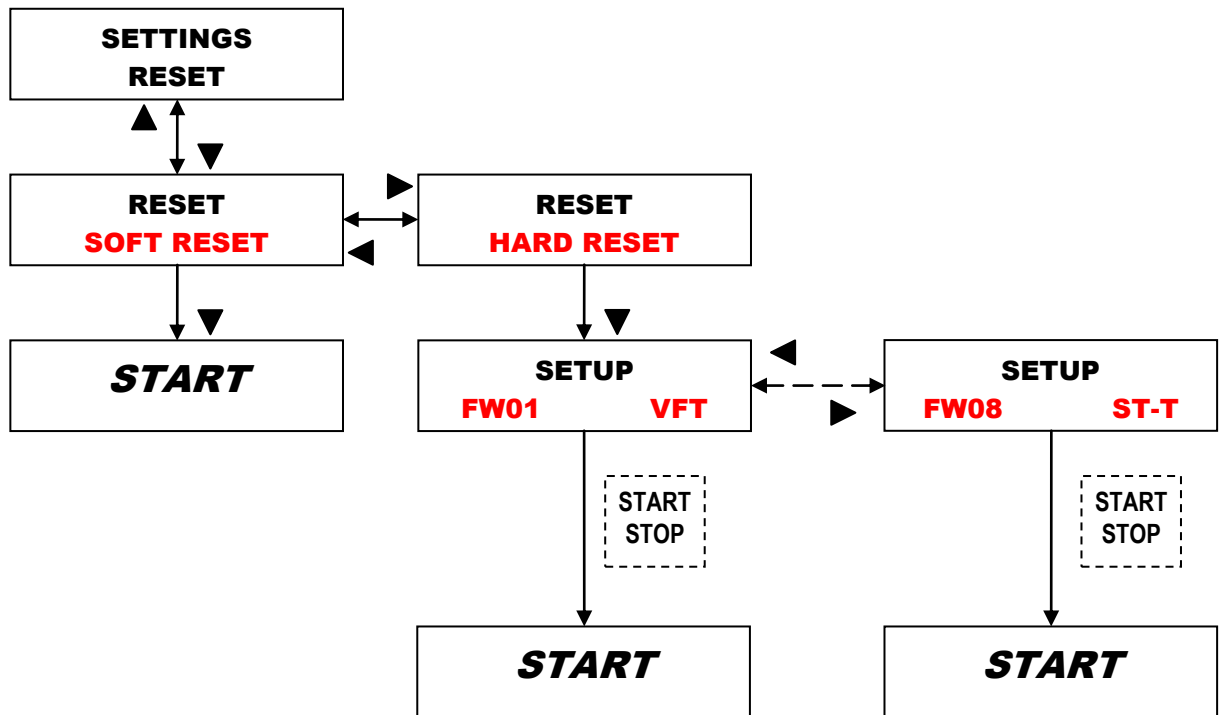 SETTINGS
RESET
RESET
SOFT RESET
RESET
HARD RESET
START
SETUP
FW01 VFT
SETUP
FW08 ST-T
START
STOP
START
STOP
START
START